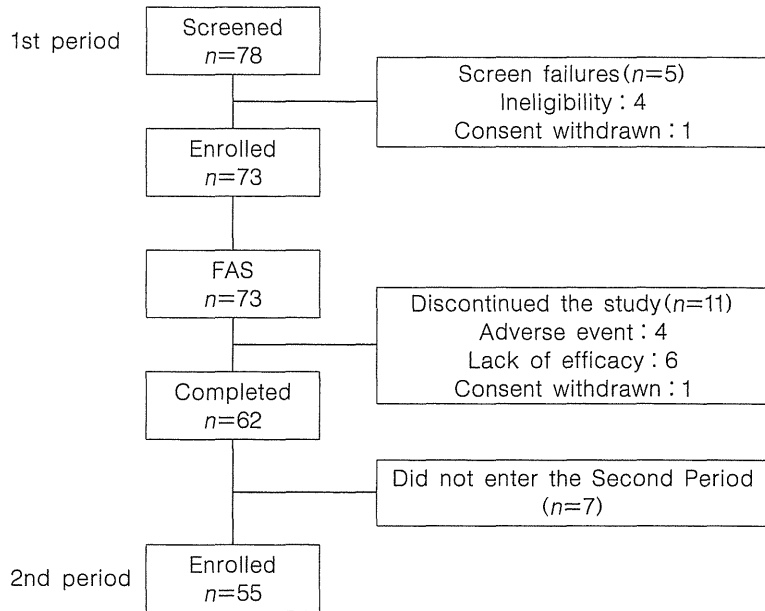 1st period
Screened
n=78
Screen failures(n=5)
Ineligibility:4
Consent withdrawn:1
Enrolled
n=73
FAS
n=73
Discontinued the study(n=11)
Adverse event:4
Lack of efficacy:6
Consent withdrawn:1
Completed
n=62
Did not enter the Second Period
(n=7)
2nd period
Enrolled
n=55